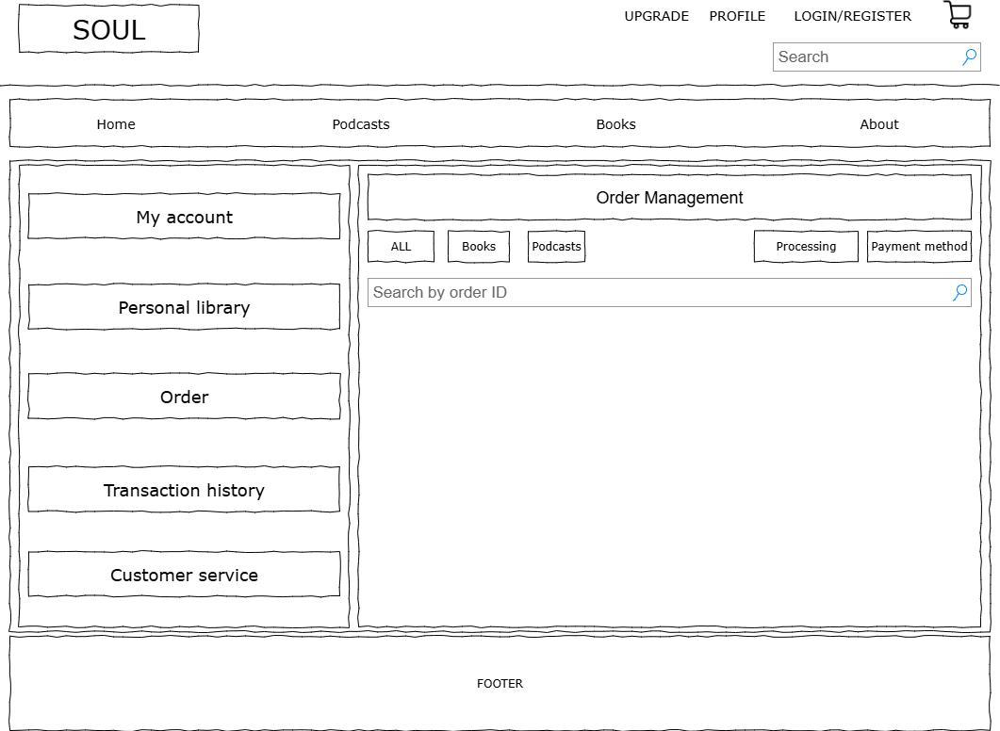 SOUL
UPGRADE PROFILE LOGIN/REGISTER
Search
Home Podcasts Books About
My account
Personal library
Order
Transaction history
Customer service
Order Management
ALL Books Podcasts Processing Payment method
Search by order ID
FOOTER